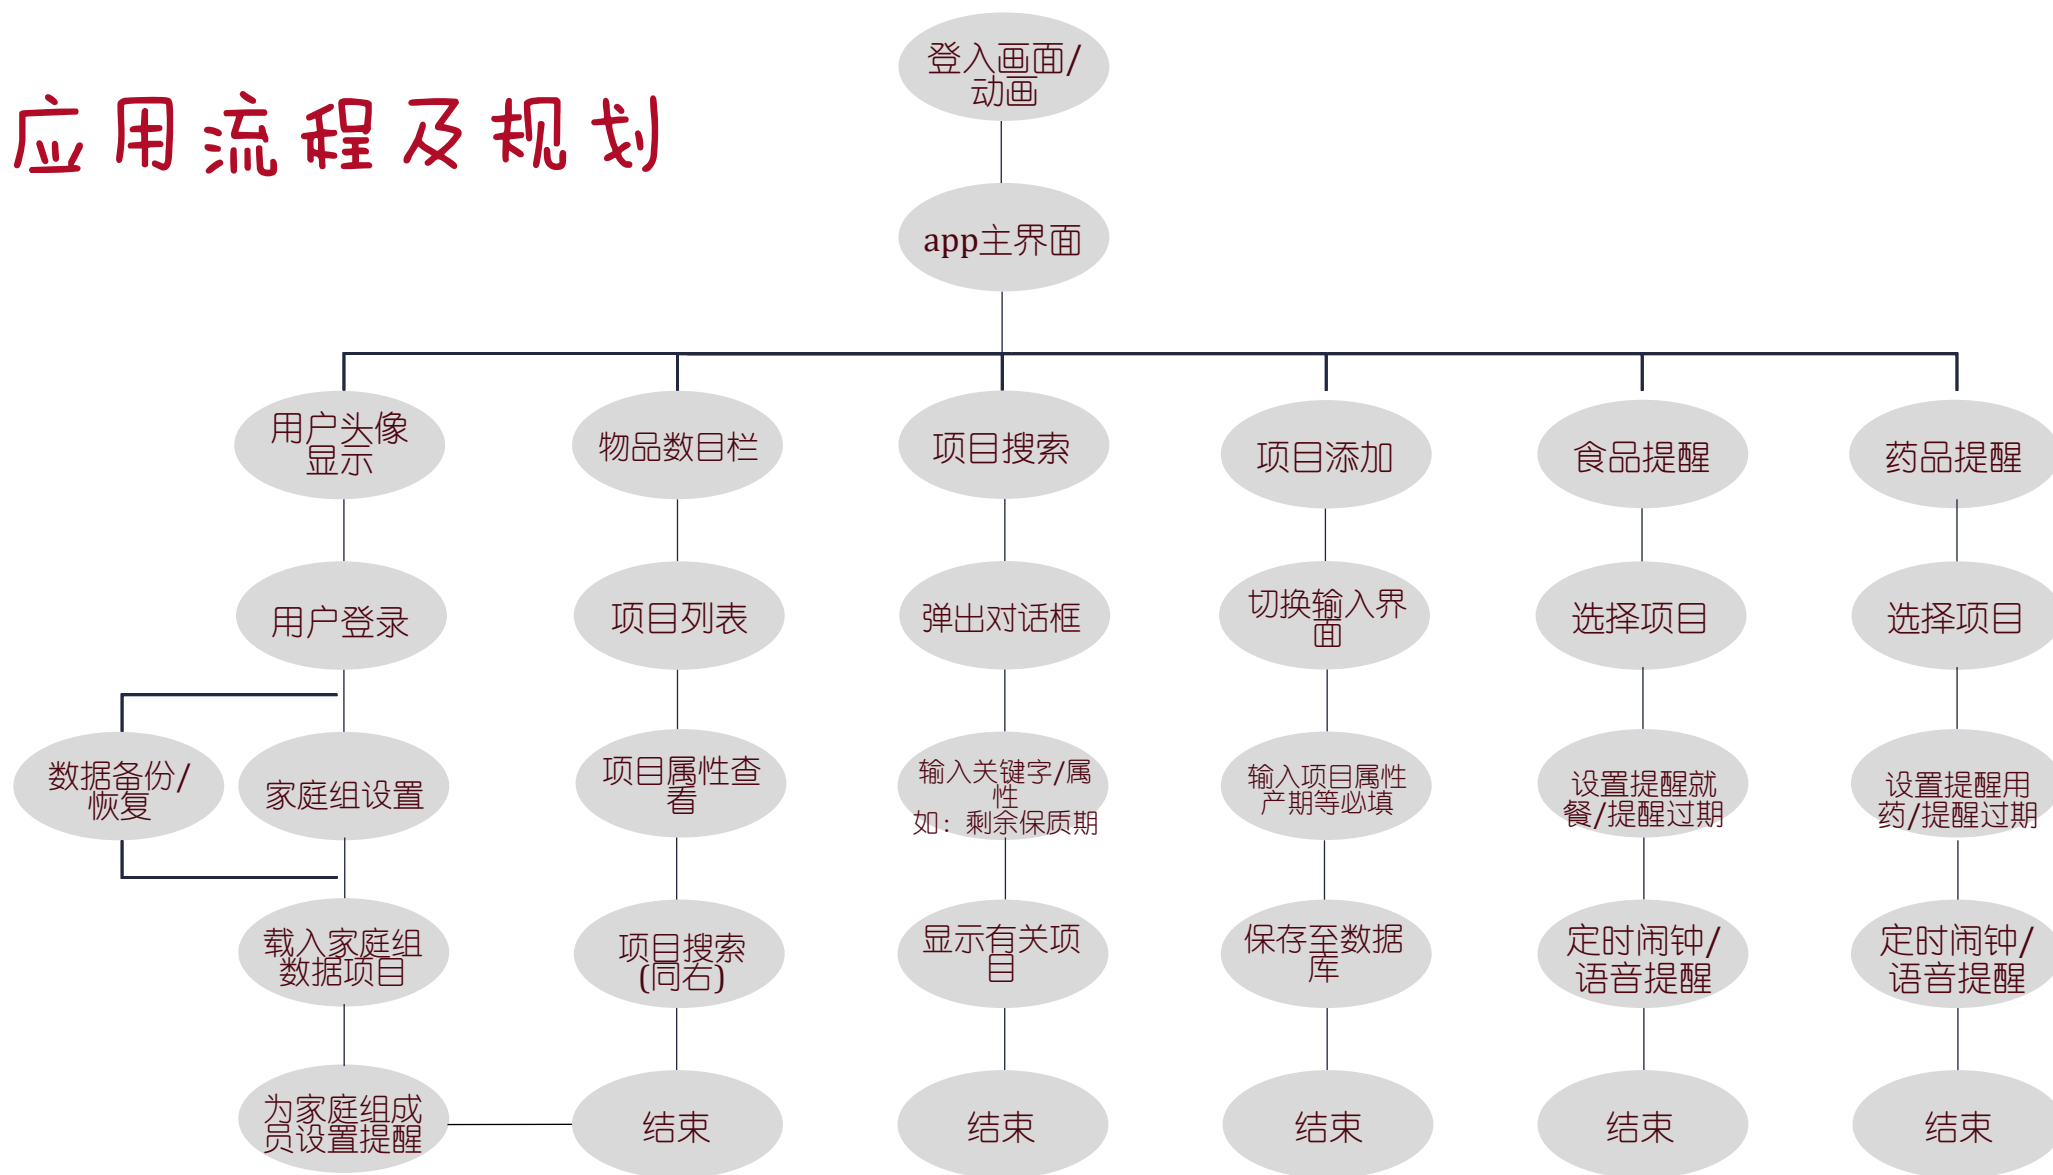 登入画面/
动画
应用流程及规划
app主界面
用户头像
显示
物品数目栏
项目搜索
项目添加
食品提醒
药品提醒
用户登录
项目列表
弹出对话框
切换输入界
面
选择项目
选择项目
数据备份/
恢复
家庭组设置
项目属性查
看
输入关键字/属
性
如：剩余保质期
输入项目属性
产期等必填
设置提醒就
餐/提醒过期
设置提醒用
药/提醒过期
载入家庭组
数据项目
项目搜索
(同右)
显示有关项
目
保存至数据
库
定时闹钟/
语音提醒
定时闹钟/
语音提醒
为家庭组成
员设置提醒
结束
结束
结束
结束
结束